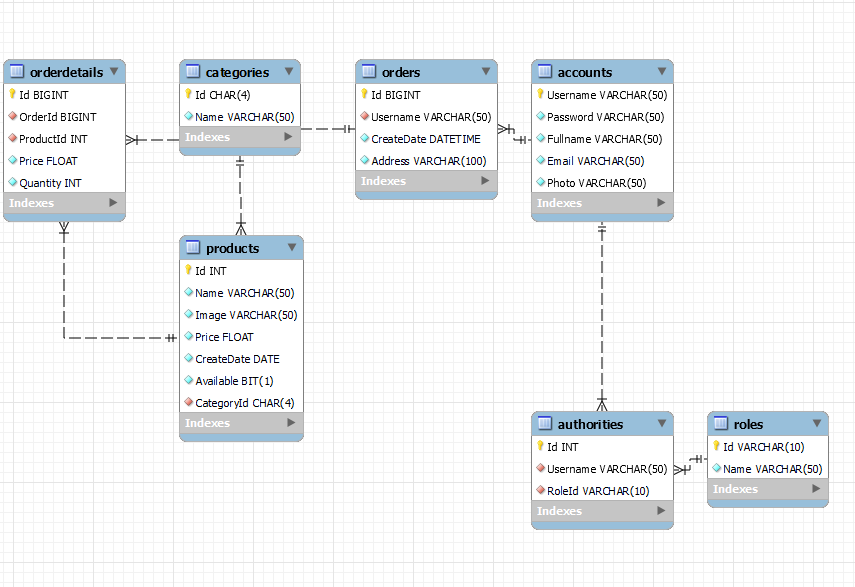 orderdetails
Id BIGINT
OrderId BIGINT
ProductId INT
Price FLOAT
Quantity INT
Indexes
categories
Id CHAR(4)
Name VARCHAR(50)
Indexes
orders
Id BIGINT
Username VARCHAR(50)
CreateDate DATETIME
Address VARCHAR(100)
Indexes
accounts
Username VARCHAR(50)
Password VARCHAR(50)
Fullname VARCHAR(50)
Email VARCHAR(50)
Photo VARCHAR(50)
Indexes
products
Id INT
Name VARCHAR(50)
Image VARCHAR(50)
Price FLOAT
CreateDate DATE
Available BIT(1)
CategoryId CHAR(4)
Indexes
authorities
Id INT
Username VARCHAR(50)
RoleId VARCHAR(10)
Indexes
roles
Id VARCHAR(10)
Name VARCHAR(50)
Indexes